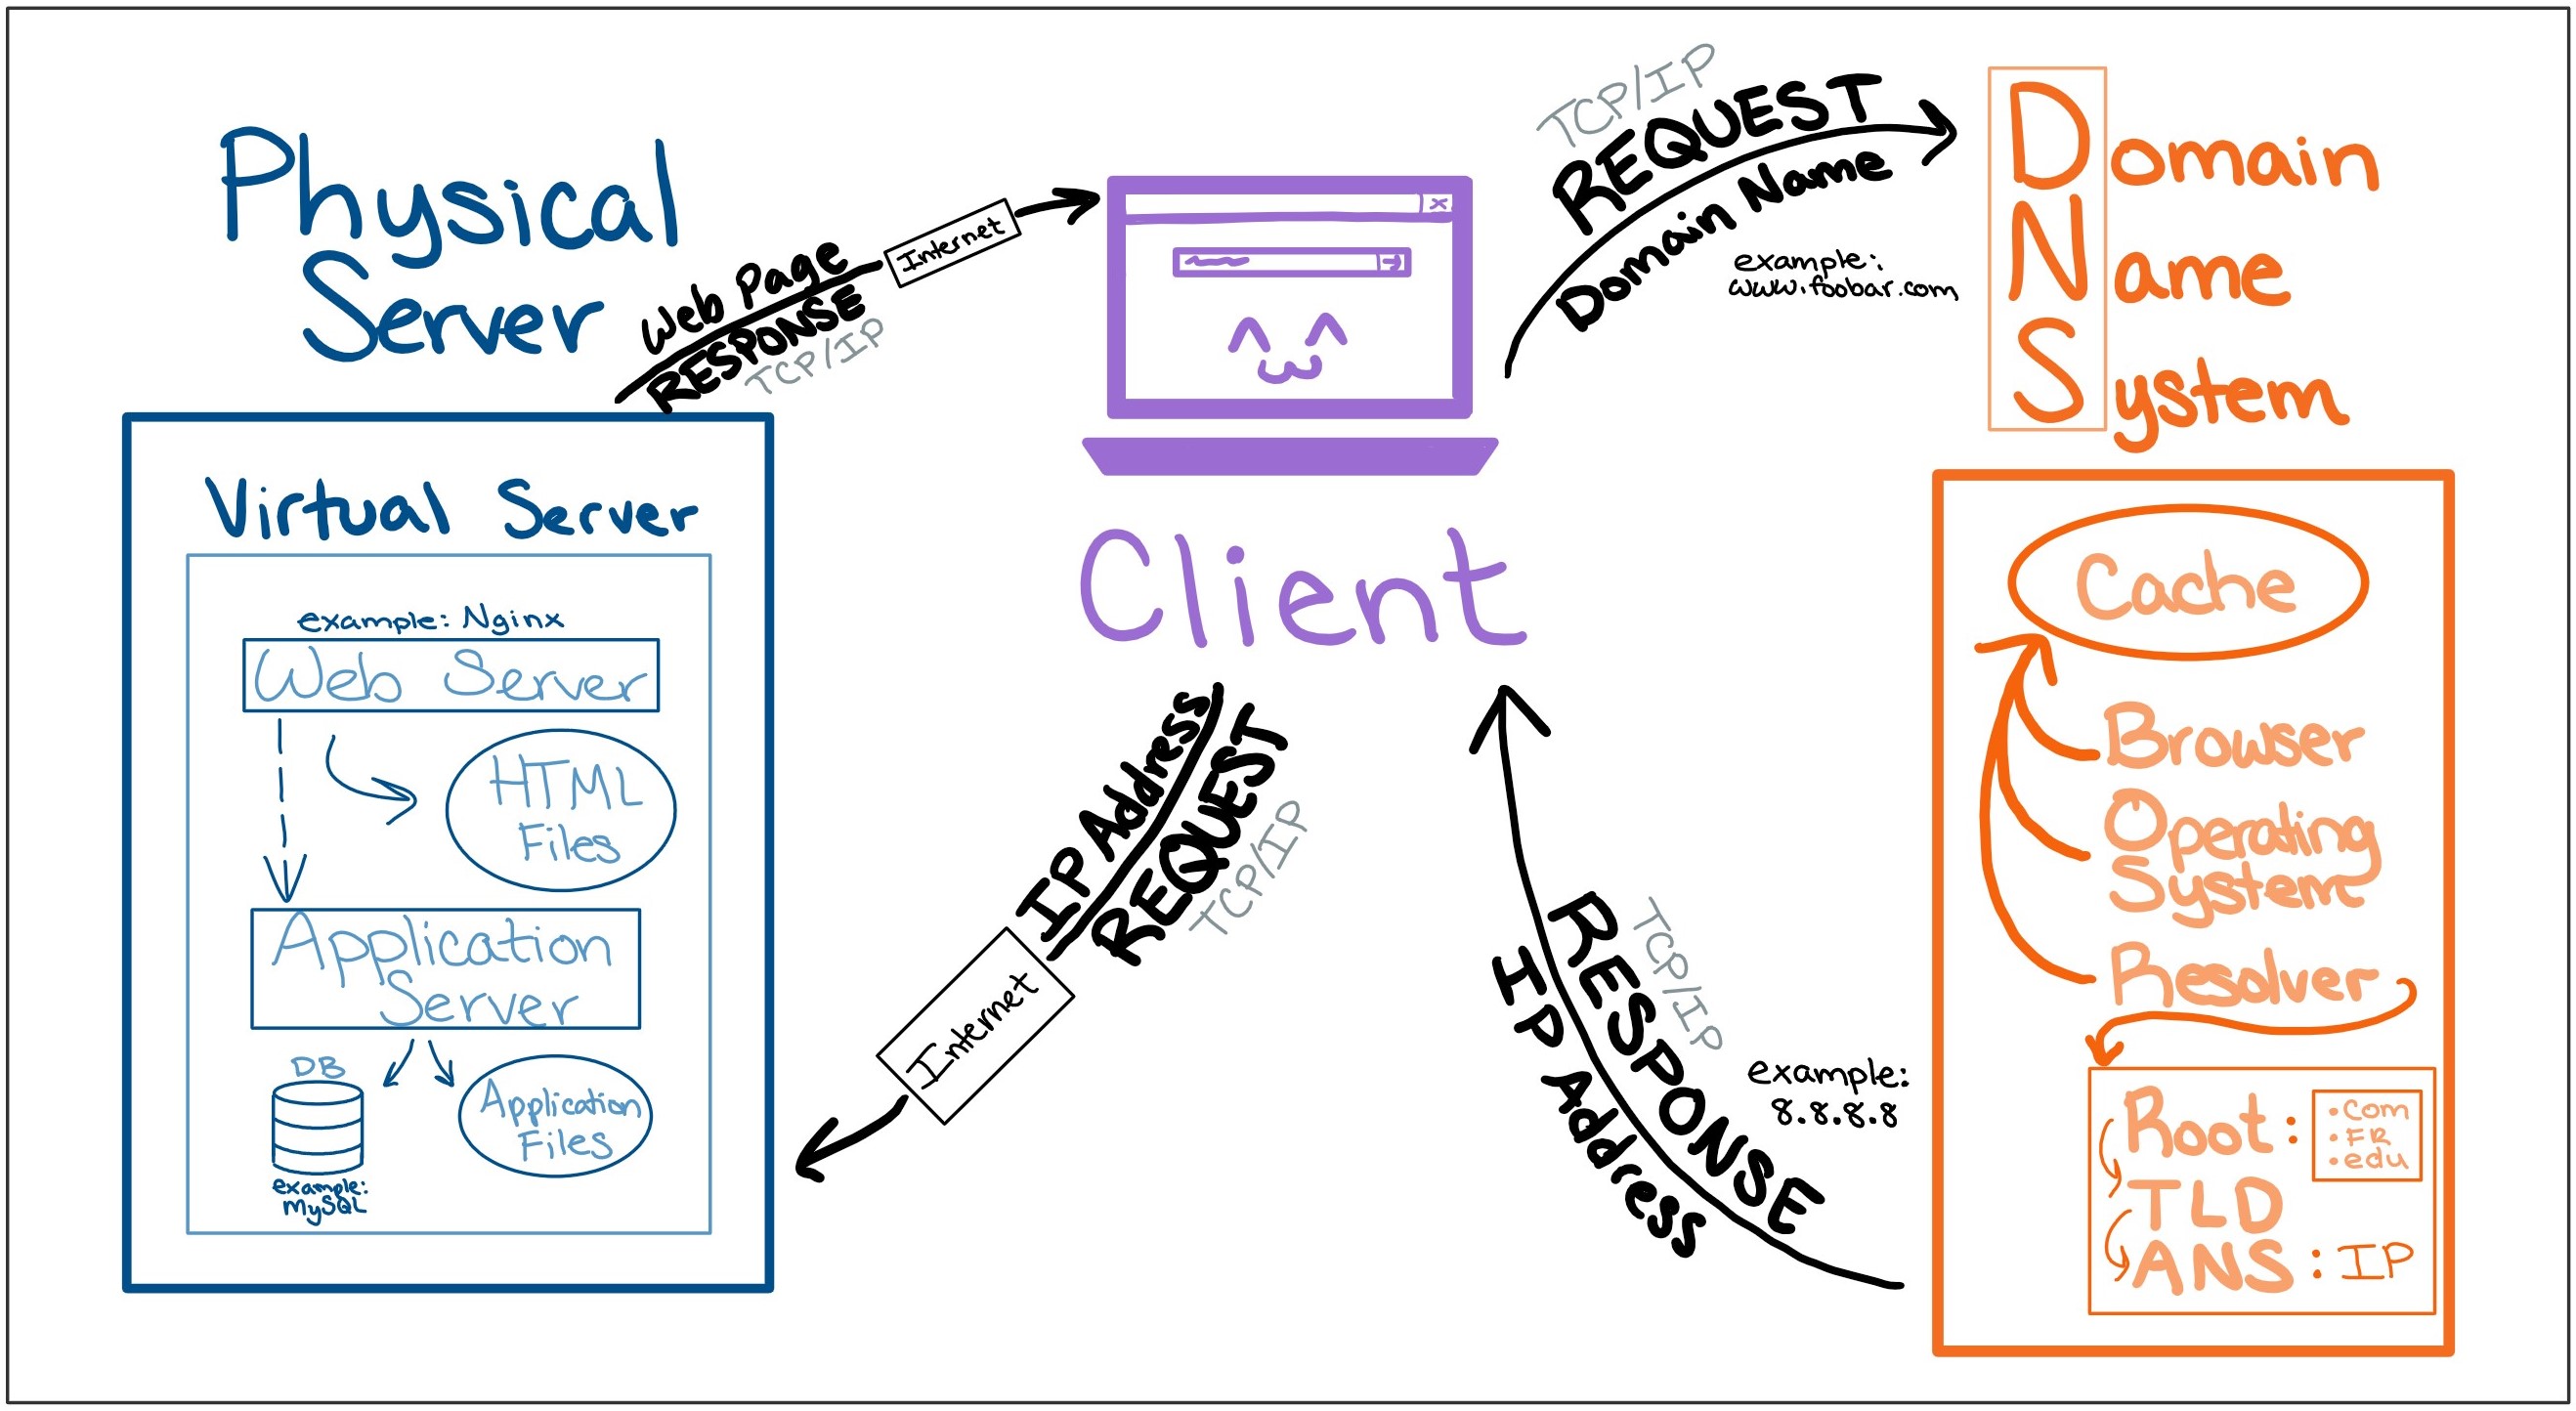 Physical
Server
Web Page
RESPONSE
TCP/IP
Internet
TCP/IP
REQUEST
Domain Name
example:
www.foobar.com
Domain
Name
System
Virtual Server
example: Nginx
Web Server
HTML
Files
Application
Server
DB
example:
MySQL
Application
Files
Client
IP Address
REQUEST
TCP/IP
Internet
TCP/IP
RESPONSE
IP Address
example:
8.8.8.8
Cache
Browser
Operating
System
Resolver
Root:
.com
.FR
.edu
TLD
ANS: IP